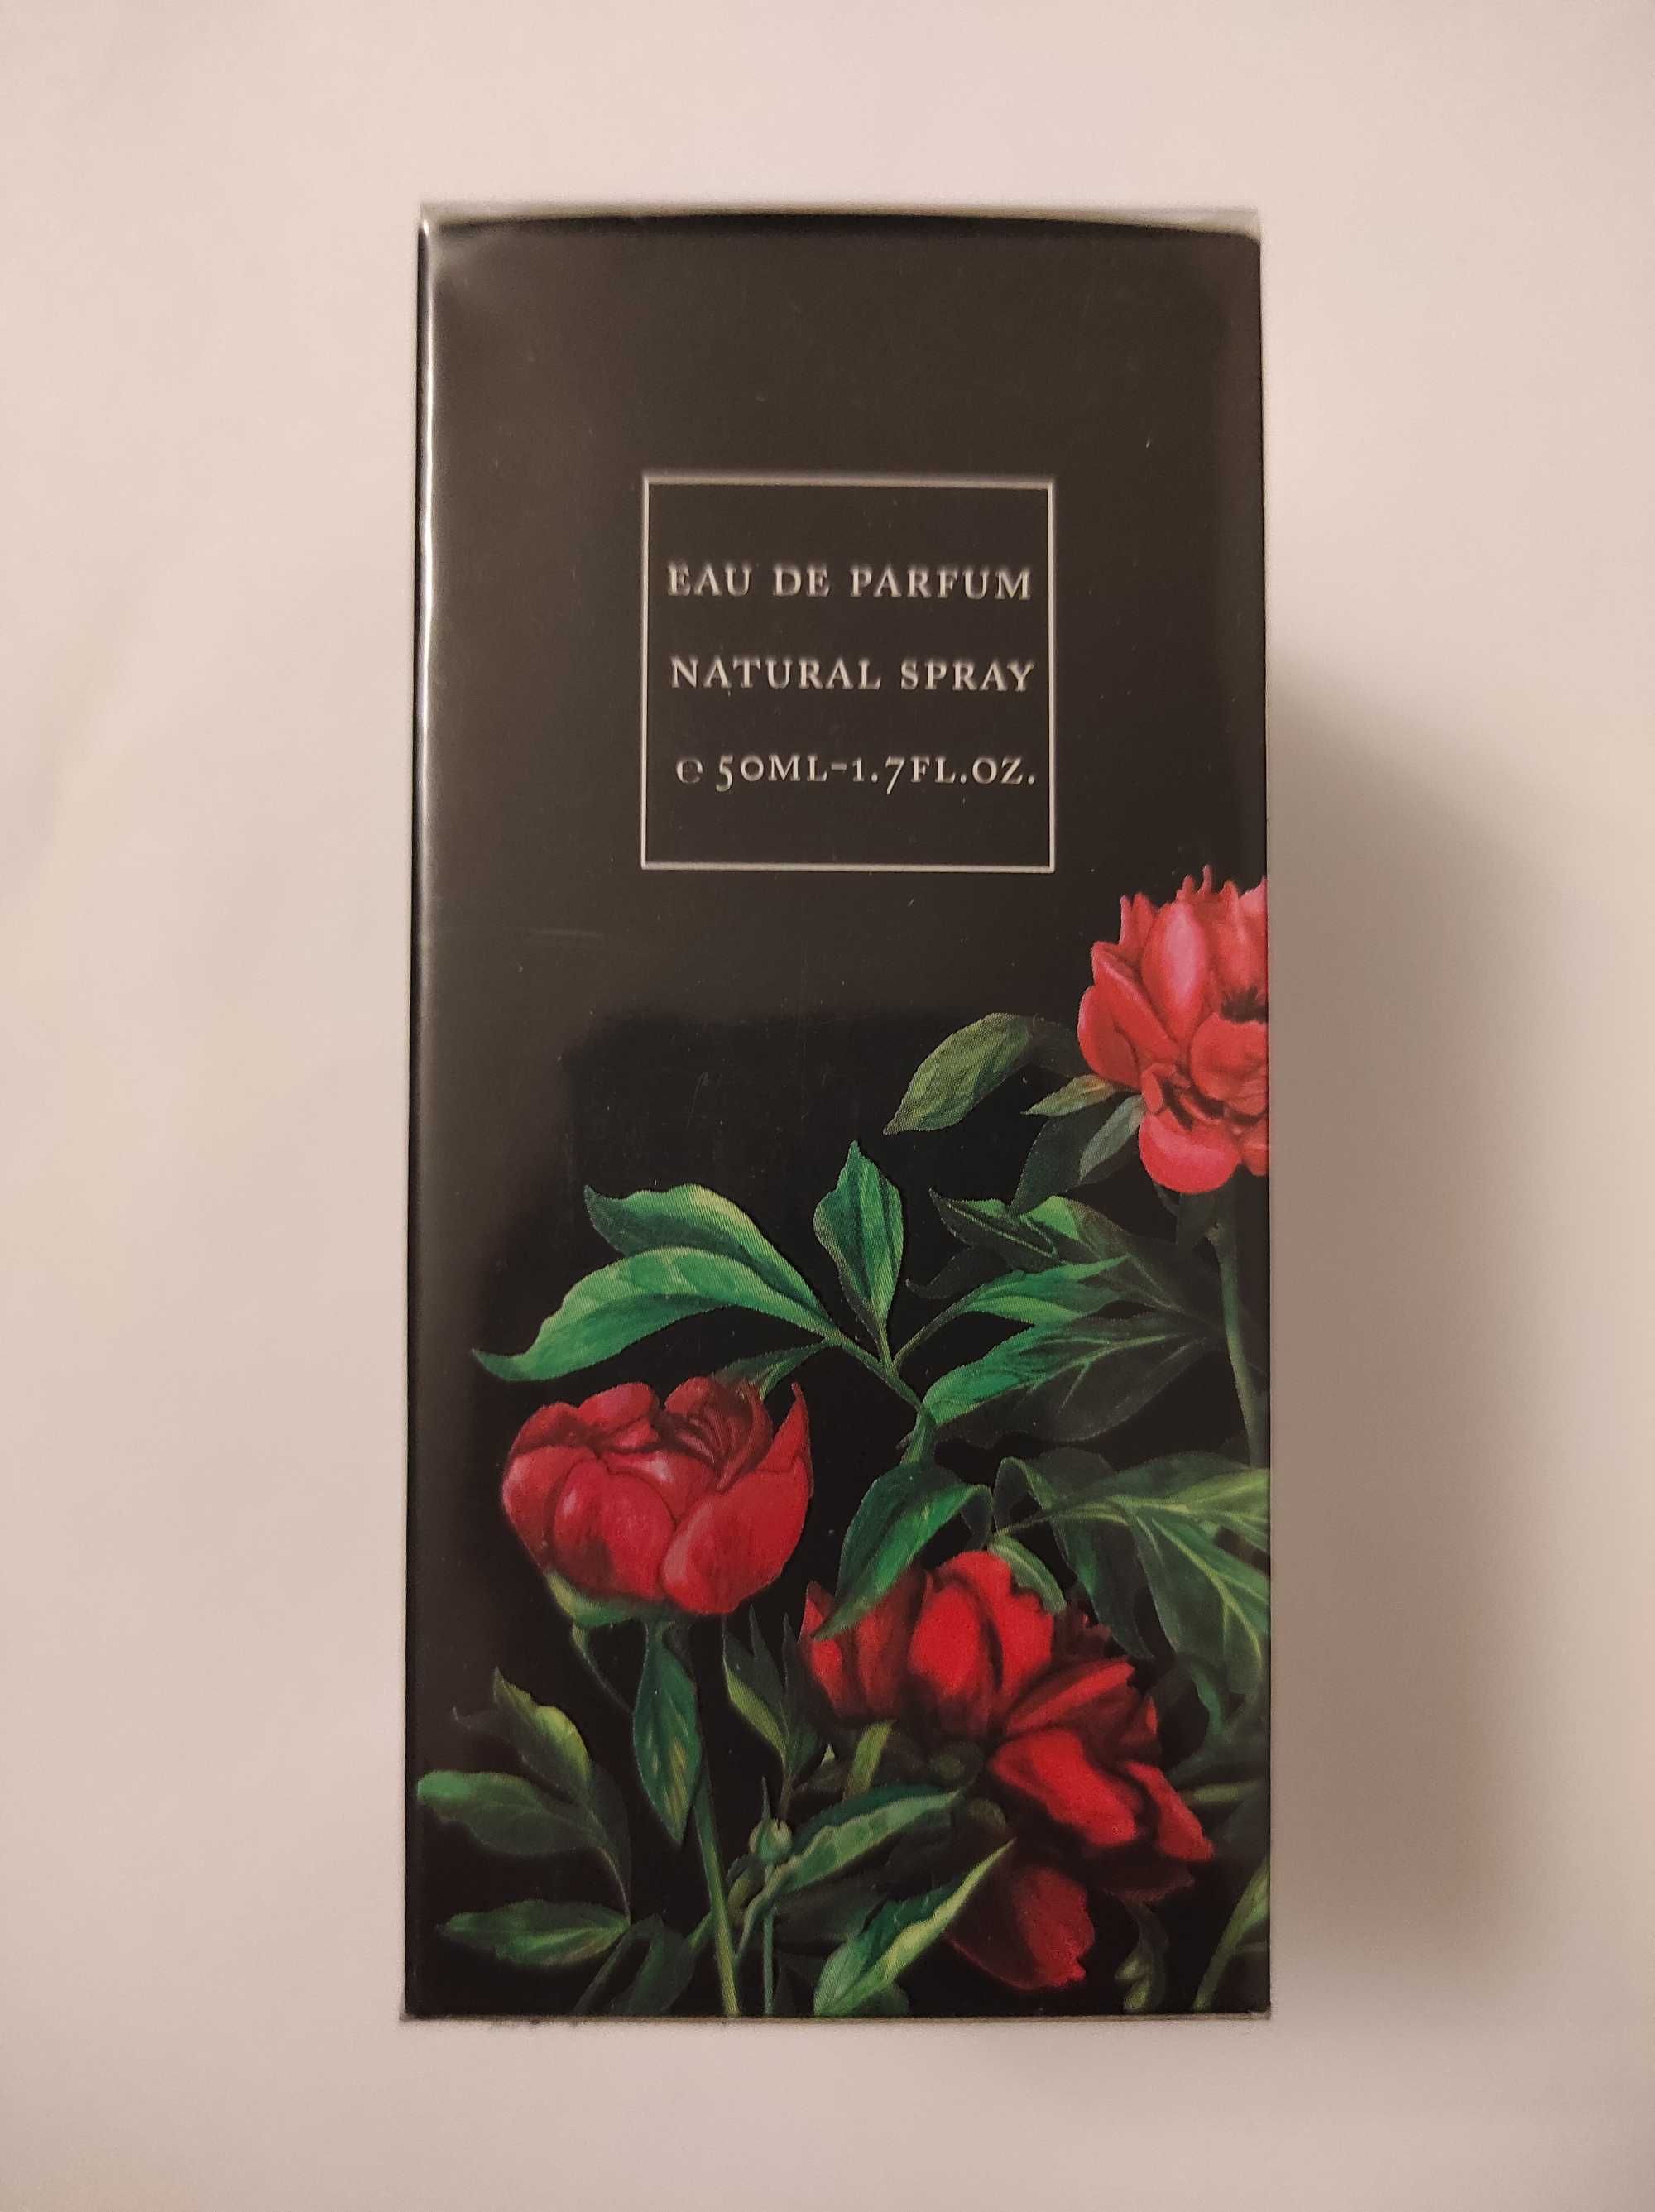 EAU DE PARFUM
NATURAL SPRAY
℮ 50ML-1.7FL.OZ.